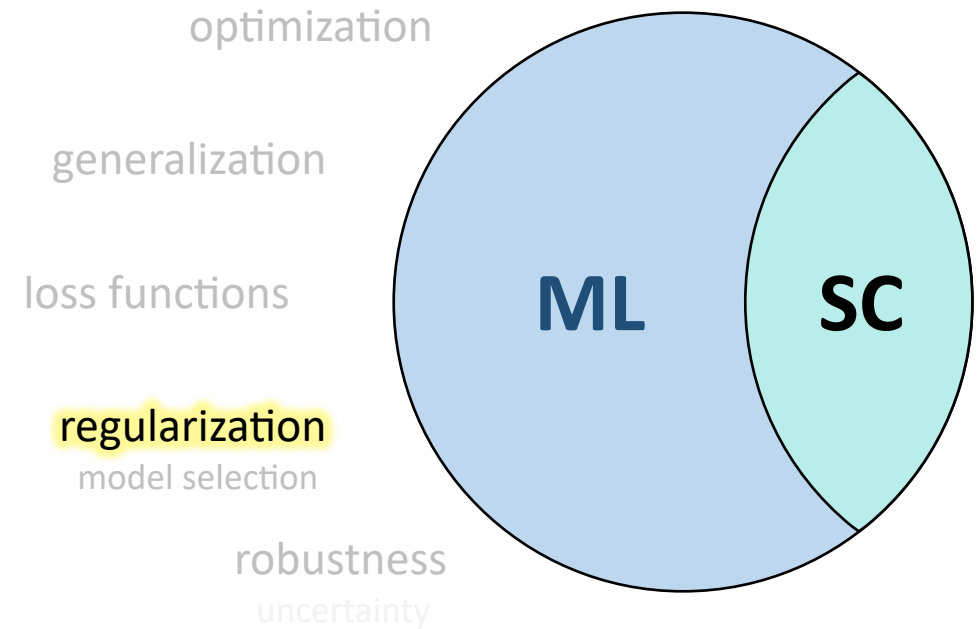 optimization
generalization
loss functions
regularization
model selection
robustness
uncertainty
ML
SC